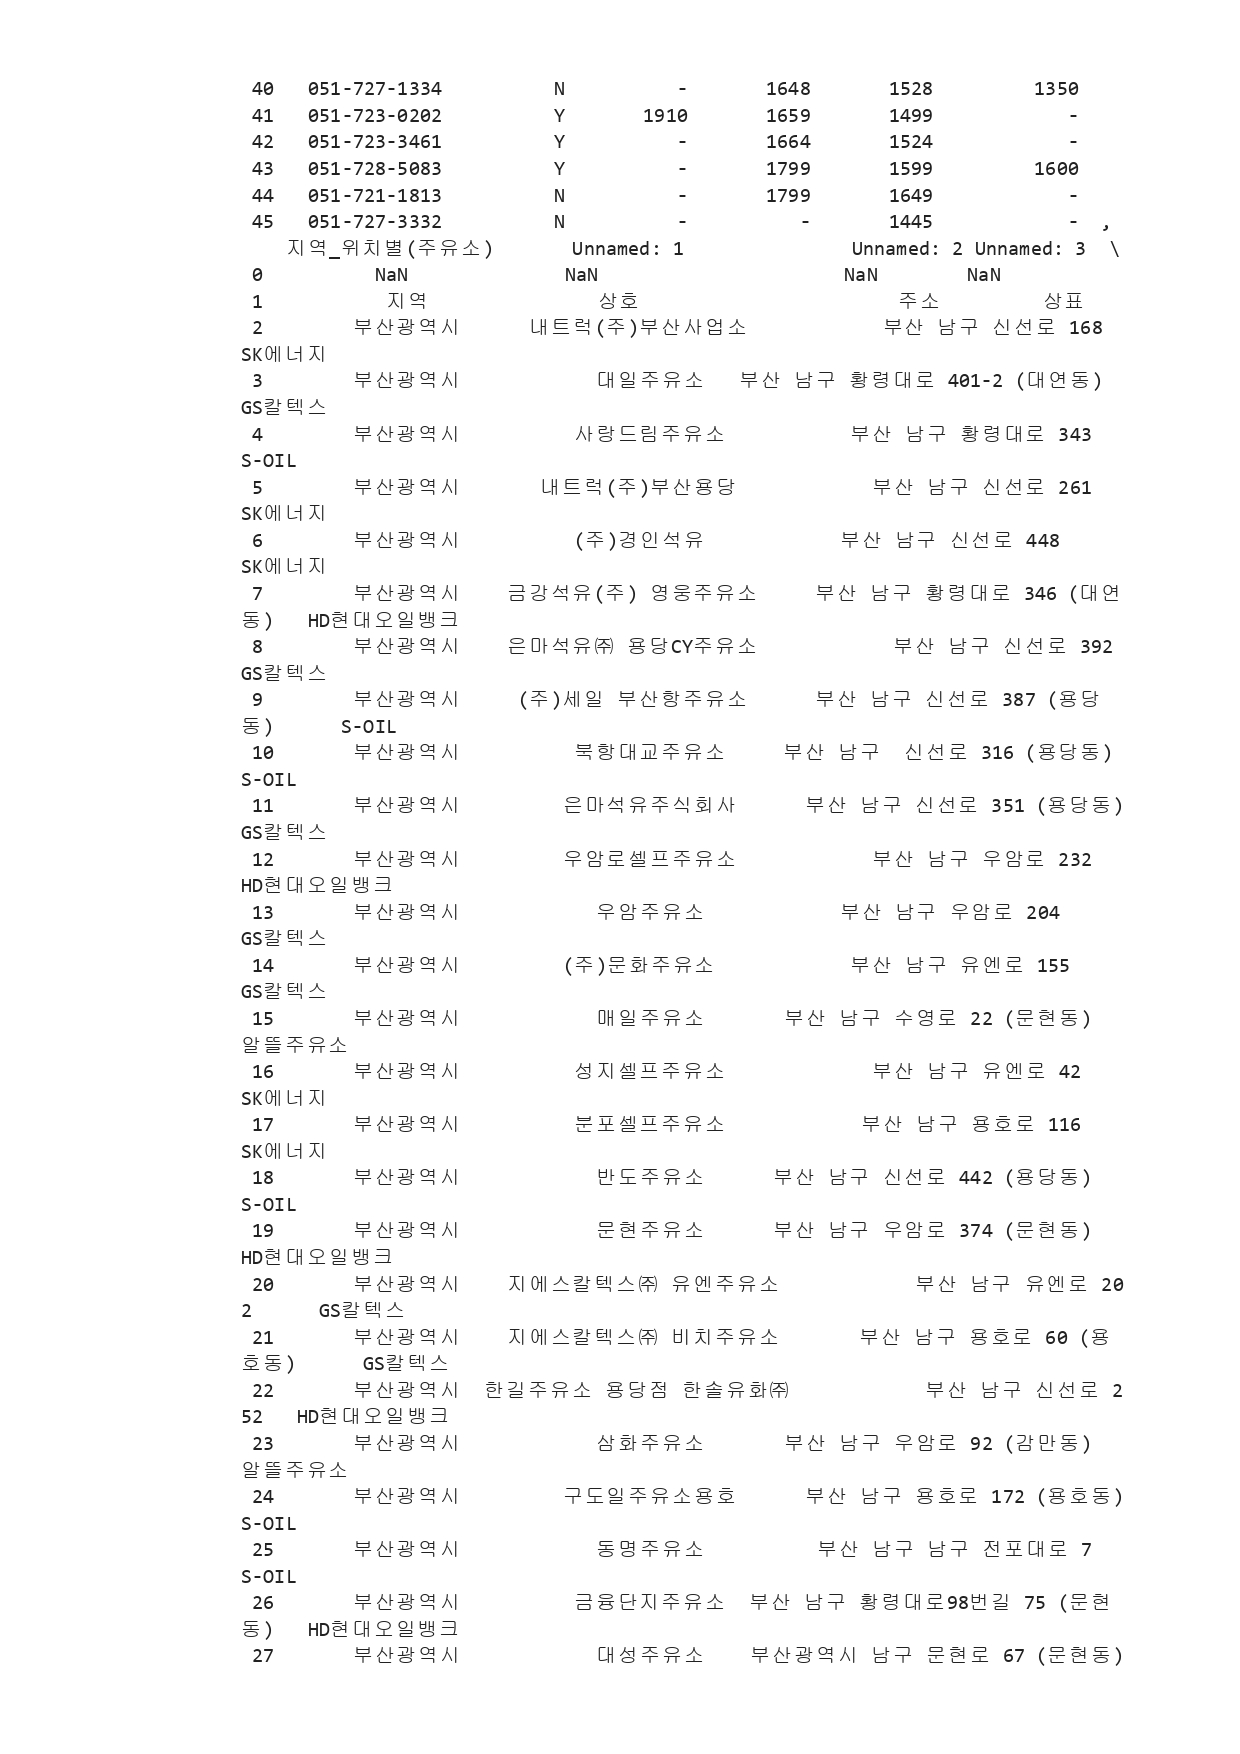 40 051-727-1334 N - 1648 1528 1350
41 051-723-0202 Y 1910 1659 1499 -
42 051-723-3461 Y - 1664 1524 -
43 051-728-5083 Y - 1799 1599 1600
44 051-721-1813 N - 1799 1649 -
45 051-727-3332 N - - 1445 - ,
지역_위치별(주유소) Unnamed: 1 Unnamed: 2 Unnamed: 3 \
0 NaN NaN NaN NaN
1 지역 상호 주소 상표
2 부산광역시 내트럭(주)부산사업소 부산 남구 신선로 168
SK에너지
3 부산광역시 대일주유소 부산 남구 황령대로 401-2 (대연동)
GS칼텍스
4 부산광역시 사랑드림주유소 부산 남구 황령대로 343
S-OIL
5 부산광역시 내트럭(주)부산용당 부산 남구 신선로 261
SK에너지
6 부산광역시 (주)경인석유 부산 남구 신선로 448
SK에너지
7 부산광역시 금강석유(주) 영웅주유소 부산 남구 황령대로 346 (대연
동) HD현대오일뱅크
8 부산광역시 은마석유㈜ 용당CY주유소 부산 남구 신선로 392
GS칼텍스
9 부산광역시 (주)세일 부산항주유소 부산 남구 신선로 387 (용당
동) S-OIL
10 부산광역시 북항대교주유소 부산 남구 신선로 316 (용당동)
S-OIL
11 부산광역시 은마석유주식회사 부산 남구 신선로 351 (용당동)
GS칼텍스
12 부산광역시 우암로셀프주유소 부산 남구 우암로 232
HD현대오일뱅크
13 부산광역시 우암주유소 부산 남구 우암로 204
GS칼텍스
14 부산광역시 (주)문화주유소 부산 남구 유엔로 155
GS칼텍스
15 부산광역시 매일주유소 부산 남구 수영로 22 (문현동)
알뜰주유소
16 부산광역시 성지셀프주유소 부산 남구 유엔로 42
SK에너지
17 부산광역시 분포셀프주유소 부산 남구 용호로 116
SK에너지
18 부산광역시 반도주유소 부산 남구 신선로 442 (용당동)
S-OIL
19 부산광역시 문현주유소 부산 남구 우암로 374 (문현동)
HD현대오일뱅크
20 부산광역시 지에스칼텍스㈜ 유엔주유소 부산 남구 유엔로 20
2 GS칼텍스
21 부산광역시 지에스칼텍스㈜ 비치주유소 부산 남구 용호로 60 (용
호동) GS칼텍스
22 부산광역시 한길주유소 용당점 한솔유화㈜ 부산 남구 신선로 2
52 HD현대오일뱅크
23 부산광역시 삼화주유소 부산 남구 우암로 92 (감만동)
알뜰주유소
24 부산광역시 구도일주유소용호 부산 남구 용호로 172 (용호동)
S-OIL
25 부산광역시 동명주유소 부산 남구 남구 전포대로 7
S-OIL
26 부산광역시 금융단지주유소 부산 남구 황령대로98번길 75 (문현
동) HD현대오일뱅크
27 부산광역시 대성주유소 부산광역시 남구 문현로 67 (문현동)